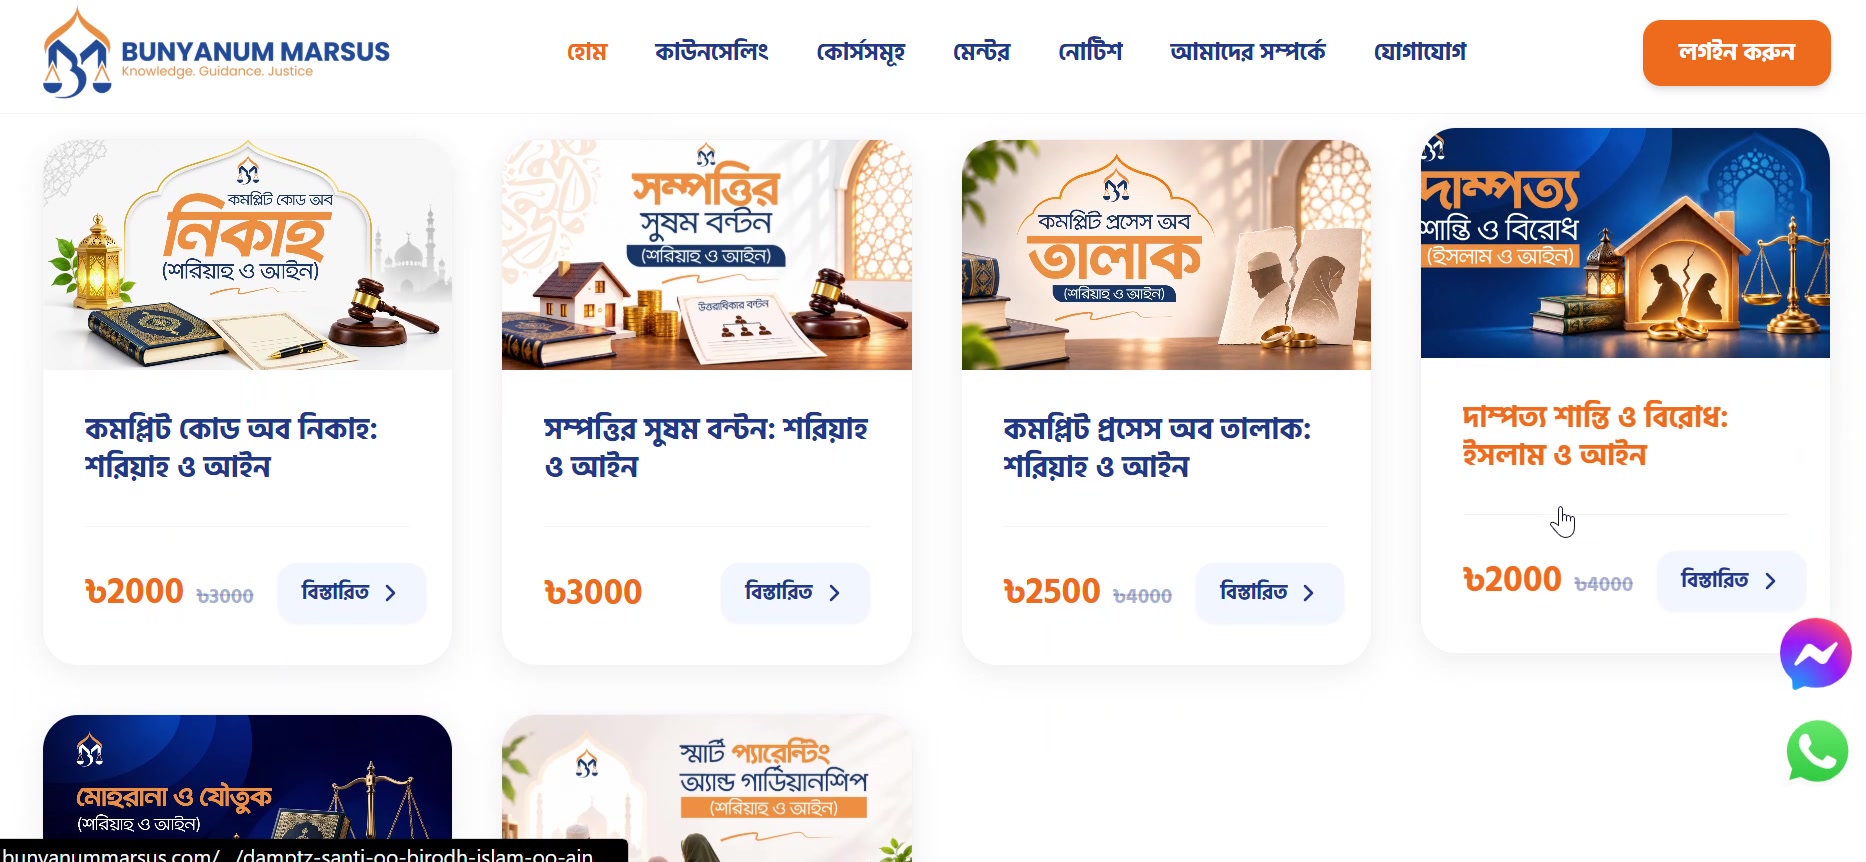 BUNYANUM MARSUS
Knowledge. Guidance. Justice
হোম
কাউনসেলিং
কোর্সসমূহ
মেন্টর
নোটিশ
আমাদের সম্পর্কে
যোগাযোগ
লগইন করুন
কমপ্লিট কোড অব
নিকাহ
(শরিয়াহ ও আইন)
সম্পত্তির
সুষম বন্টন
(শরিয়াহ ও আইন)
উত্তরাধিকার বন্টন
কমপ্লিট প্রসেস অব
তালাক
(শরিয়াহ ও আইন)
দাম্পত্য
শান্তি ও বিরোধ
(ইসলাম ও আইন)
কমপ্লিট কোড অব নিকাহ:
শরিয়াহ ও আইন
সম্পত্তির সুষম বন্টন: শরিয়াহ
ও আইন
কমপ্লিট প্রসেস অব তালাক:
শরিয়াহ ও আইন
দাম্পত্য শান্তি ও বিরোধ:
ইসলাম ও আইন
৳2000 ৳3000 বিস্তারিত
৳3000 বিস্তারিত
৳2500 ৳4000 বিস্তারিত
৳2000 ৳4000 বিস্তারিত
মোহরানা ও যৌতুক
(শরিয়াহ ও আইন)
স্মার্ট প্যারেন্টিং
অ্যান্ড গার্ডিয়ানশিপ
(শরিয়াহ ও আইন)
bunyanummarsus.com/.../damptz-santi-oo-birodh-islam-oo-ain...